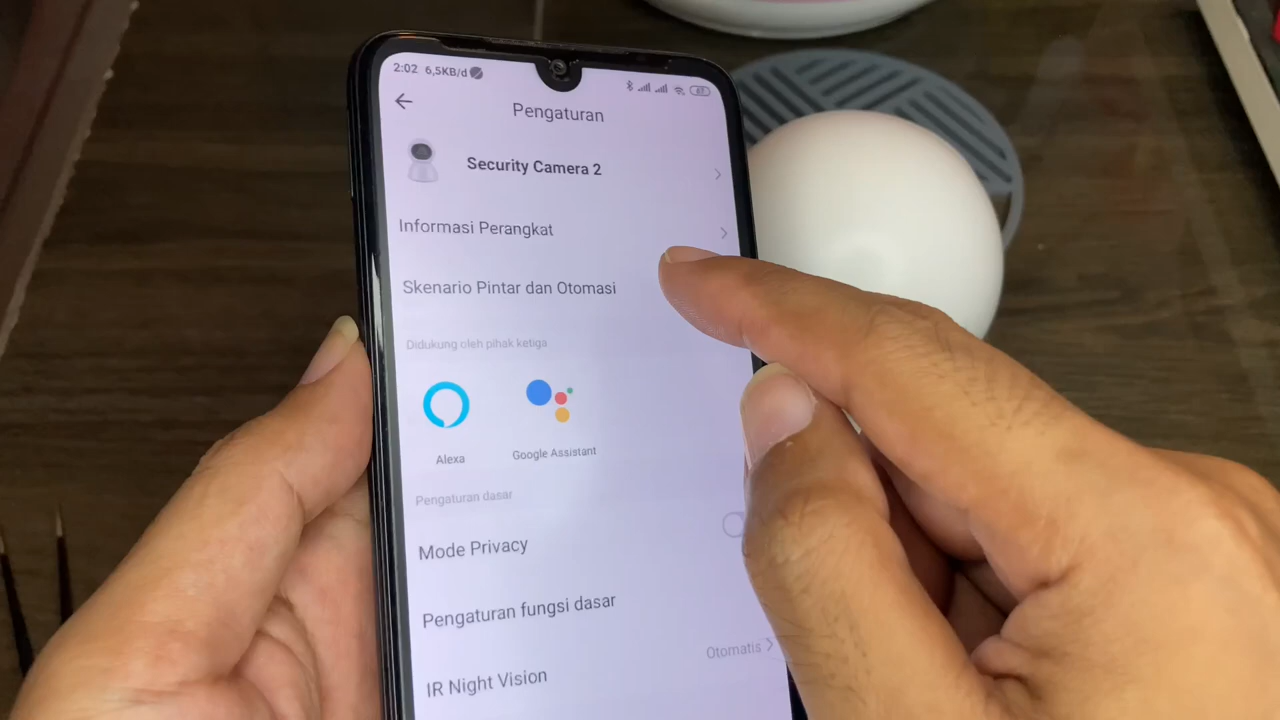 2:02 6,5KB/d
67
Pengaturan
Security Camera 2
Informasi Perangkat
Skenario Pintar dan Otomasi
Didukung oleh pihak ketiga
Alexa Google Assistant
Pengaturan dasar
Mode Privacy
Pengaturan fungsi dasar
IR Night Vision Otomatis